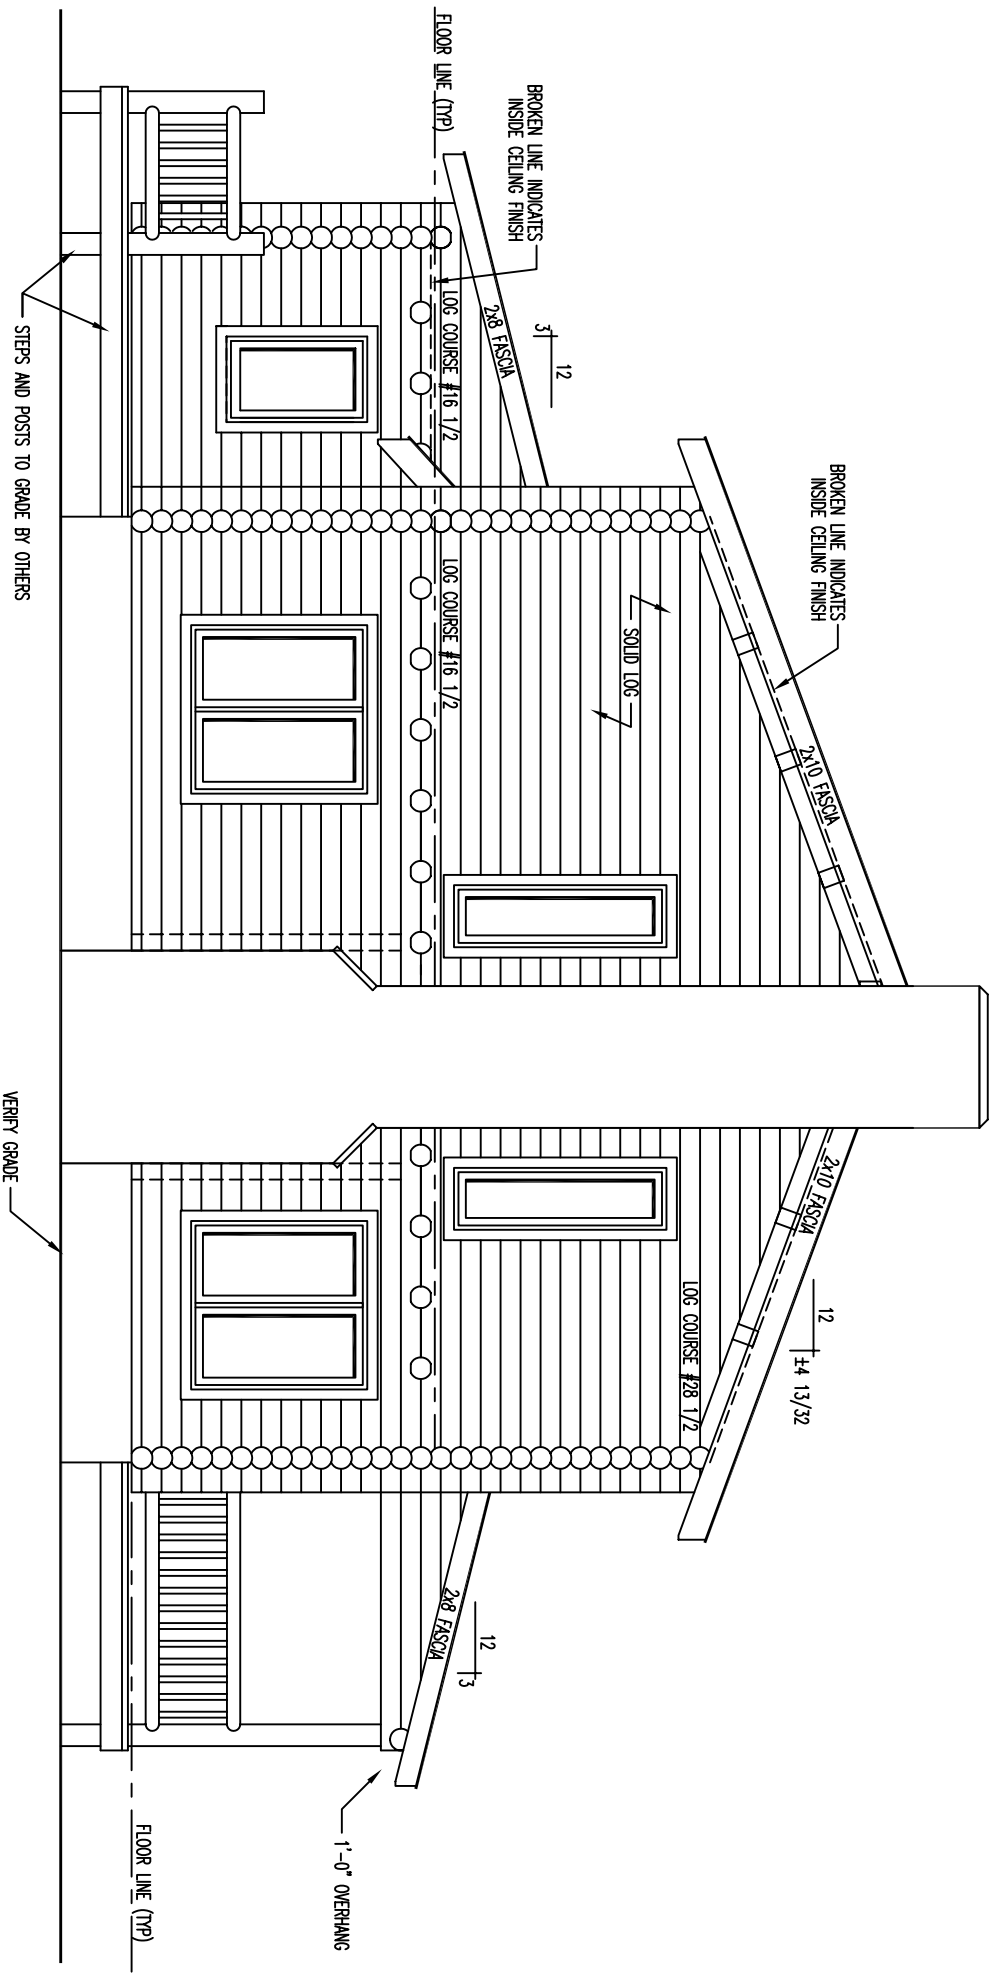 BROKEN LINE INDICATES
INSIDE CEILING FINISH
2x10 FASCIA
2x10 FASCIA
12
±4 13/32
LOG COURSE #28 1/2
SOLID LOG
12
3
BROKEN LINE INDICATES
INSIDE CEILING FINISH
2x8 FASCIA
FLOOR LINE (TYP)
LOG COURSE #16 1/2
LOG COURSE #16 1/2
12
3
2x8 FASCIA
1'-0" OVERHANG
FLOOR LINE (TYP)
STEPS AND POSTS TO GRADE BY OTHERS
VERIFY GRADE